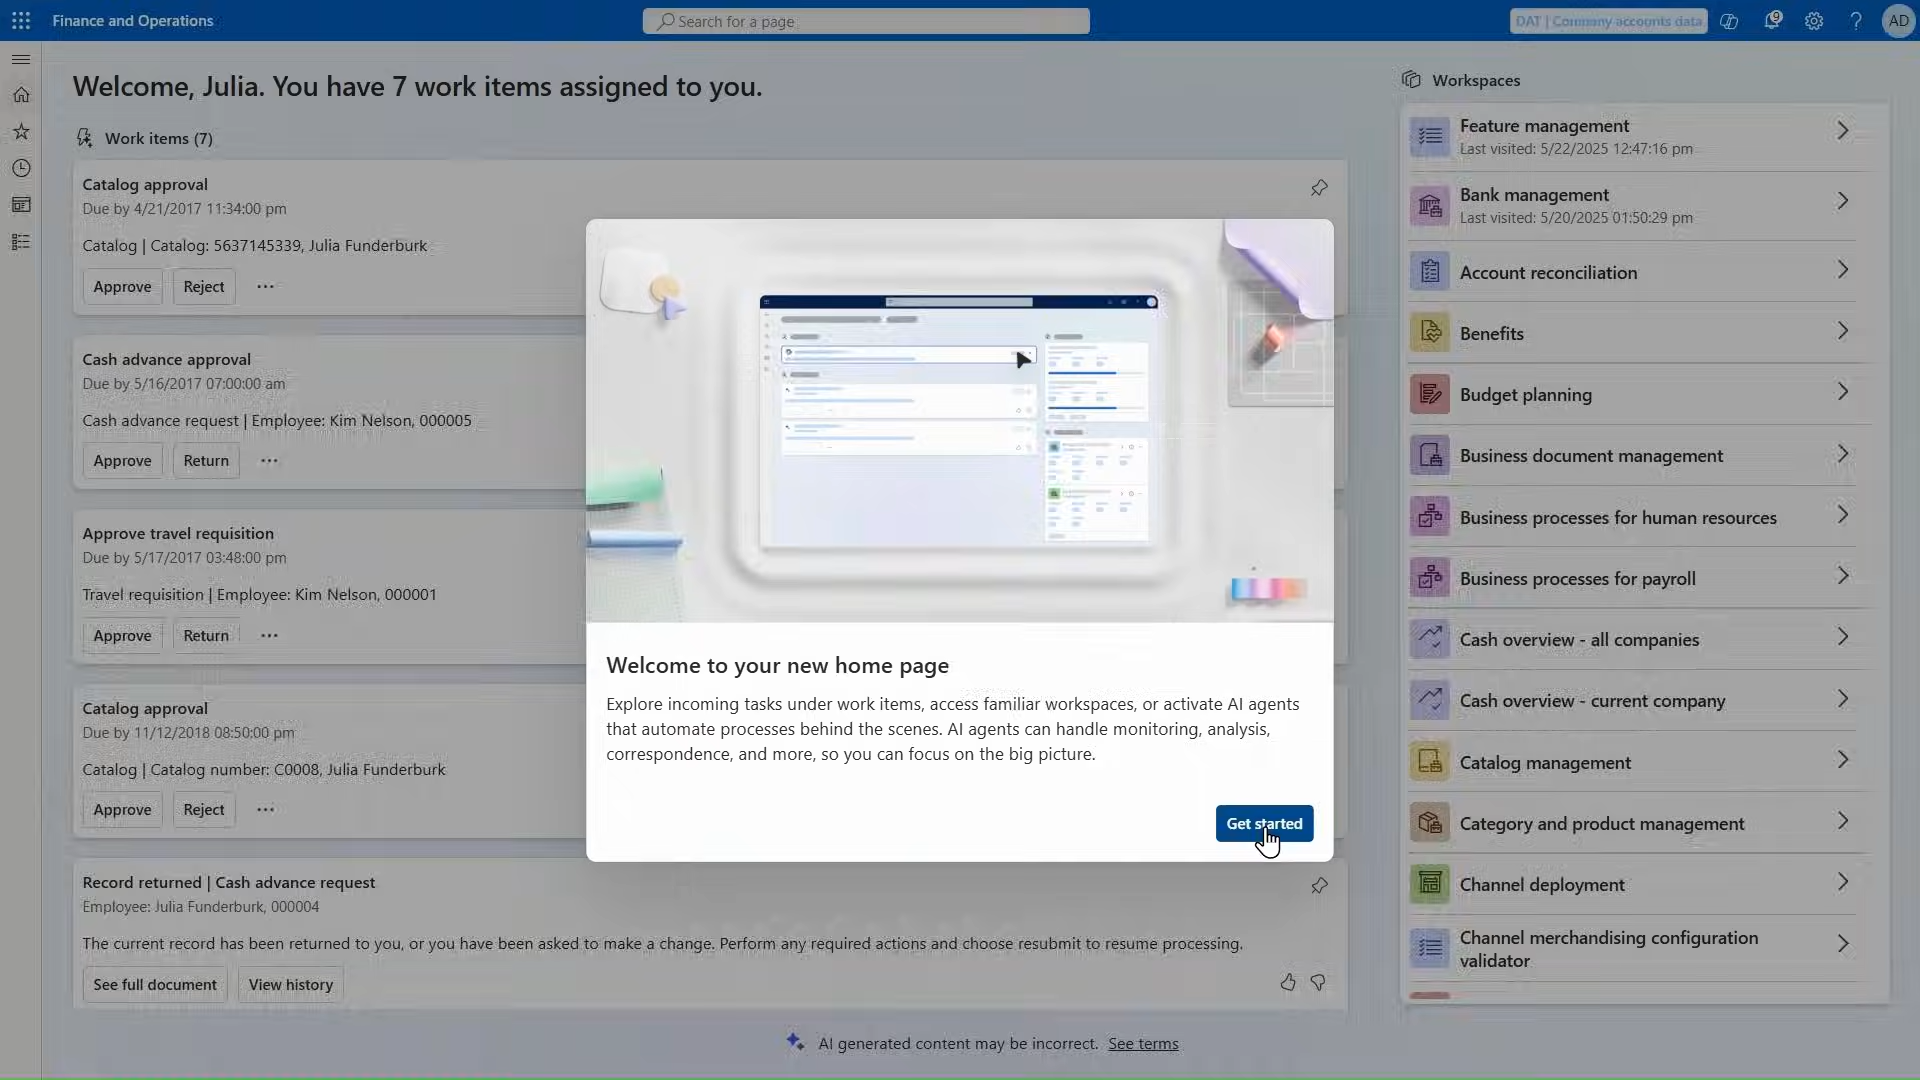 Finance and Operations
Search for a page
DAT | Company accounts data
9
AD
Welcome, Julia. You have 7 work items assigned to you.
Work items (7)
Catalog approval
Due by 4/21/2017 11:34:00 pm
Catalog | Catalog: 5637145339, Julia Funderburk
Approve
Reject
Cash advance approval
Due by 5/16/2017 07:00:00 am
Cash advance request | Employee: Kim Nelson, 000005
Approve
Return
Approve travel requisition
Due by 5/17/2017 03:48:00 pm
Travel requisition | Employee: Kim Nelson, 000001
Approve
Return
Catalog approval
Due by 11/12/2018 08:50:00 pm
Catalog | Catalog number: C0008, Julia Funderburk
Approve
Reject
Record returned | Cash advance request
Employee: Julia Funderburk, 000004
The current record has been returned to you, or you have been asked to make a change. Perform any required actions and choose resubmit to resume processing.
See full document
View history
Welcome to your new home page
Explore incoming tasks under work items, access familiar workspaces, or activate AI agents
that automate processes behind the scenes. AI agents can handle monitoring, analysis,
correspondence, and more, so you can focus on the big picture.
Get started
Workspaces
Feature management
Last visited: 5/22/2025 12:47:16 pm
Bank management
Last visited: 5/20/2025 01:50:29 pm
Account reconciliation
Benefits
Budget planning
Business document management
Business processes for human resources
Business processes for payroll
Cash overview - all companies
Cash overview - current company
Catalog management
Category and product management
Channel deployment
Channel merchandising configuration
validator
AI generated content may be incorrect. See terms